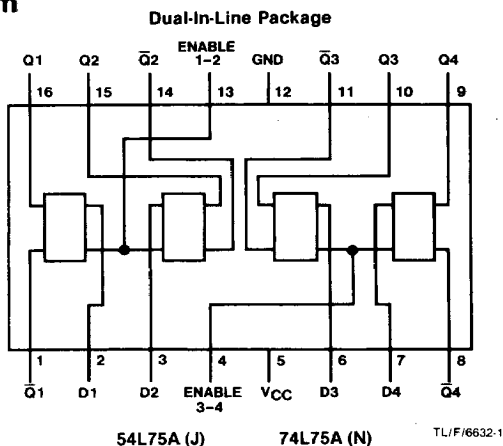 m
Dual-In-Line Package
Q1 Q2 Q̅2 ENABLE 1–2 GND Q̅3 Q3 Q4
16 15 14 13 12 11 10 9
1 2 3 4 5 6 7 8
Q̅1 D1 D2 ENABLE 3–4 VCC D3 D4 Q̅4
54L75A (J) 74L75A (N) TL/F/6632-1